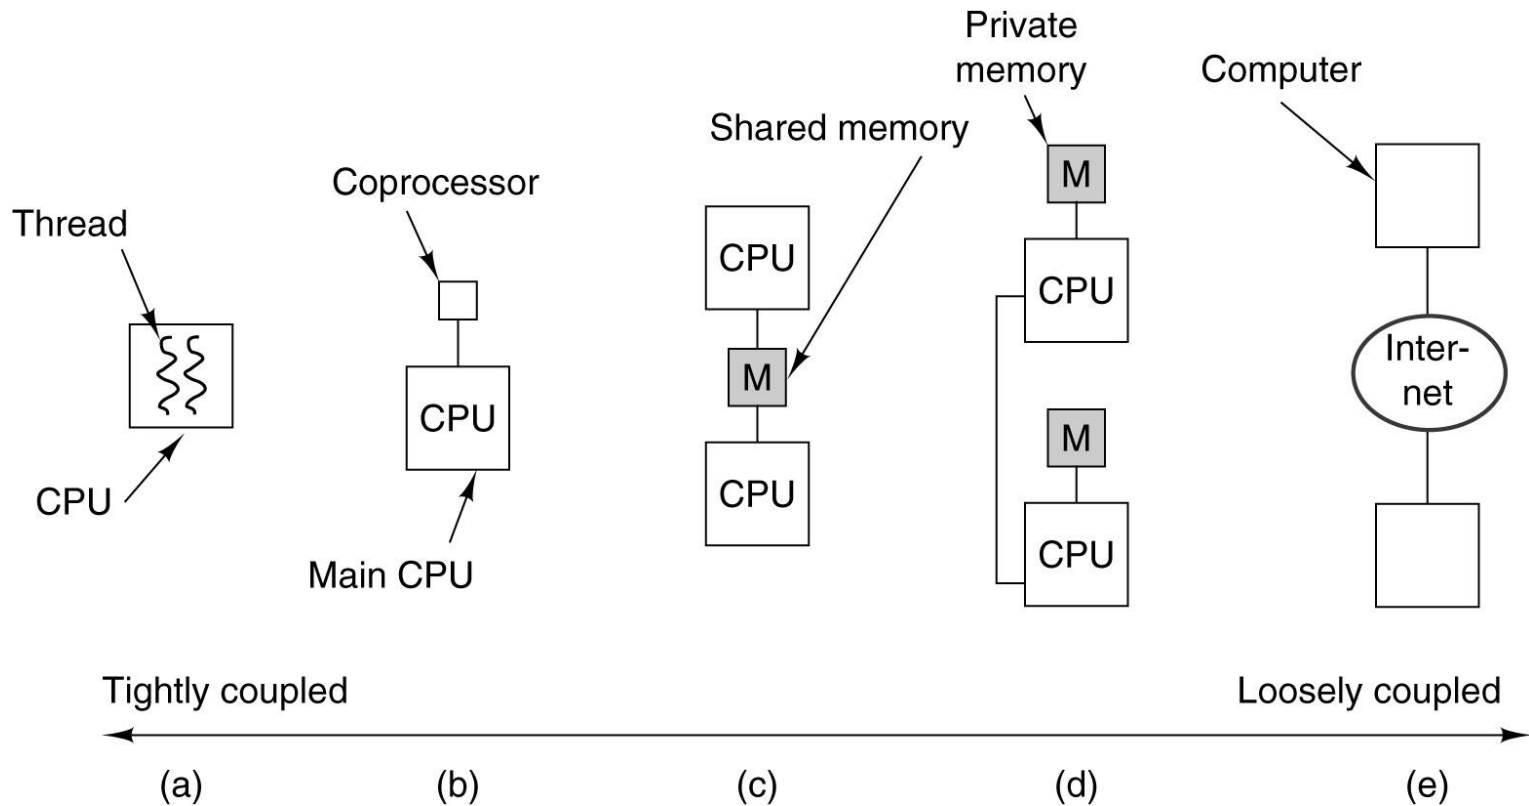 Thread
CPU
Coprocessor
CPU
Main CPU
Shared memory
CPU
M
CPU
Private
memory
M
CPU
M
CPU
Computer
Inter-
net
Tightly coupled
Loosely coupled
(a)
(b)
(c)
(d)
(e)